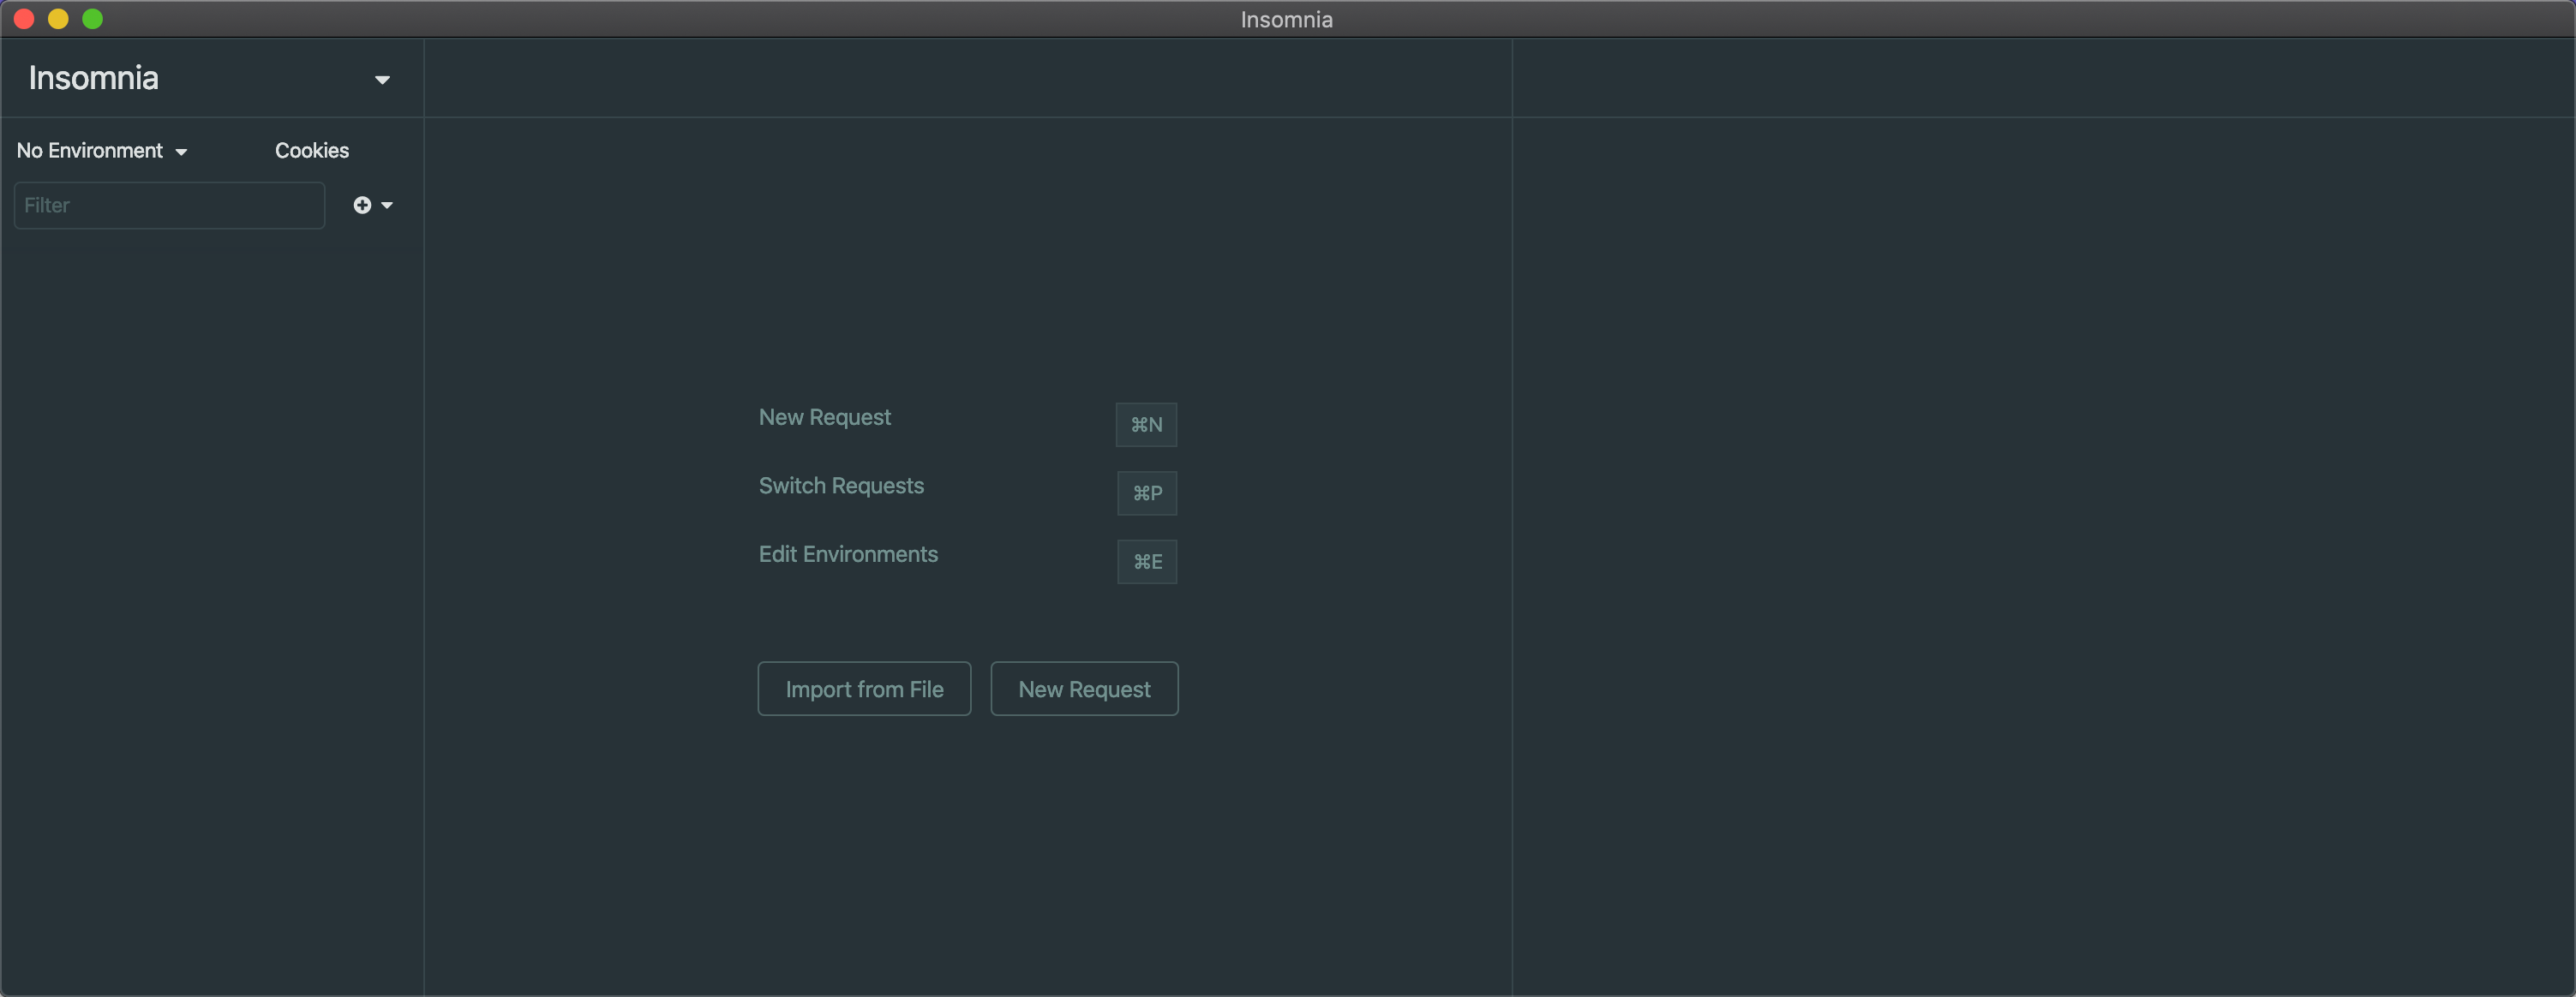 Insomnia
Insomnia
No Environment
Cookies
Filter
New Request ⌘N
Switch Requests ⌘P
Edit Environments ⌘E
Import from File
New Request